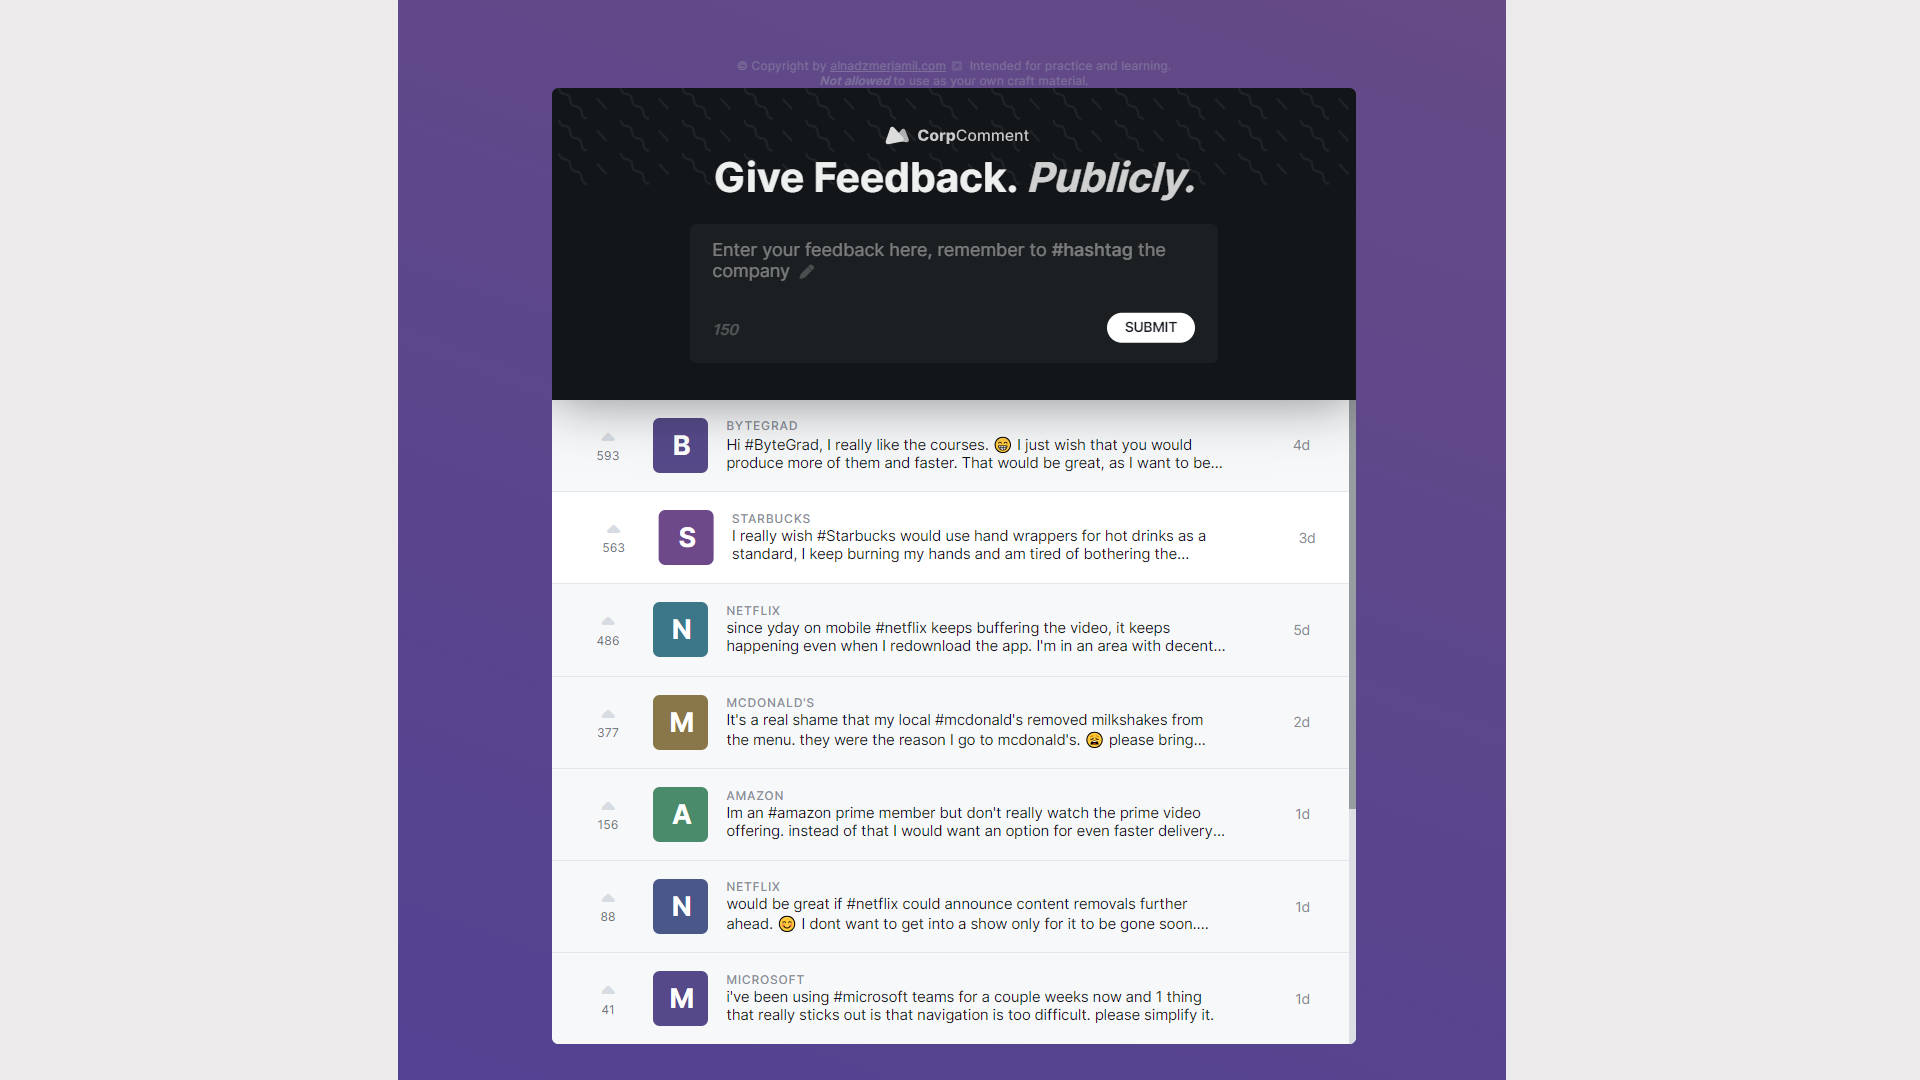 © Copyright by alnadzmerjamil.com Intended for practice and learning.
Not allowed to use as your own craft material.
CorpComment
Give Feedback. Publicly.
Enter your feedback here, remember to #hashtag the
company
150
SUBMIT
593
B
BYTEGRAD
Hi #ByteGrad, I really like the courses. 😁 I just wish that you would
produce more of them and faster. That would be great, as I want to be...
4d
563
S
STARBUCKS
I really wish #Starbucks would use hand wrappers for hot drinks as a
standard, I keep burning my hands and am tired of bothering the...
3d
486
N
NETFLIX
since yday on mobile #netflix keeps buffering the video, it keeps
happening even when I redownload the app. I'm in an area with decent...
5d
377
M
MCDONALD'S
It's a real shame that my local #mcdonald's removed milkshakes from
the menu. they were the reason I go to mcdonald's. 😩 please bring...
2d
156
A
AMAZON
Im an #amazon prime member but don't really watch the prime video
offering. instead of that I would want an option for even faster delivery...
1d
88
N
NETFLIX
would be great if #netflix could announce content removals further
ahead. 😊 I dont want to get into a show only for it to be gone soon....
1d
41
M
MICROSOFT
i've been using #microsoft teams for a couple weeks now and 1 thing
that really sticks out is that navigation is too difficult. please simplify it.
1d